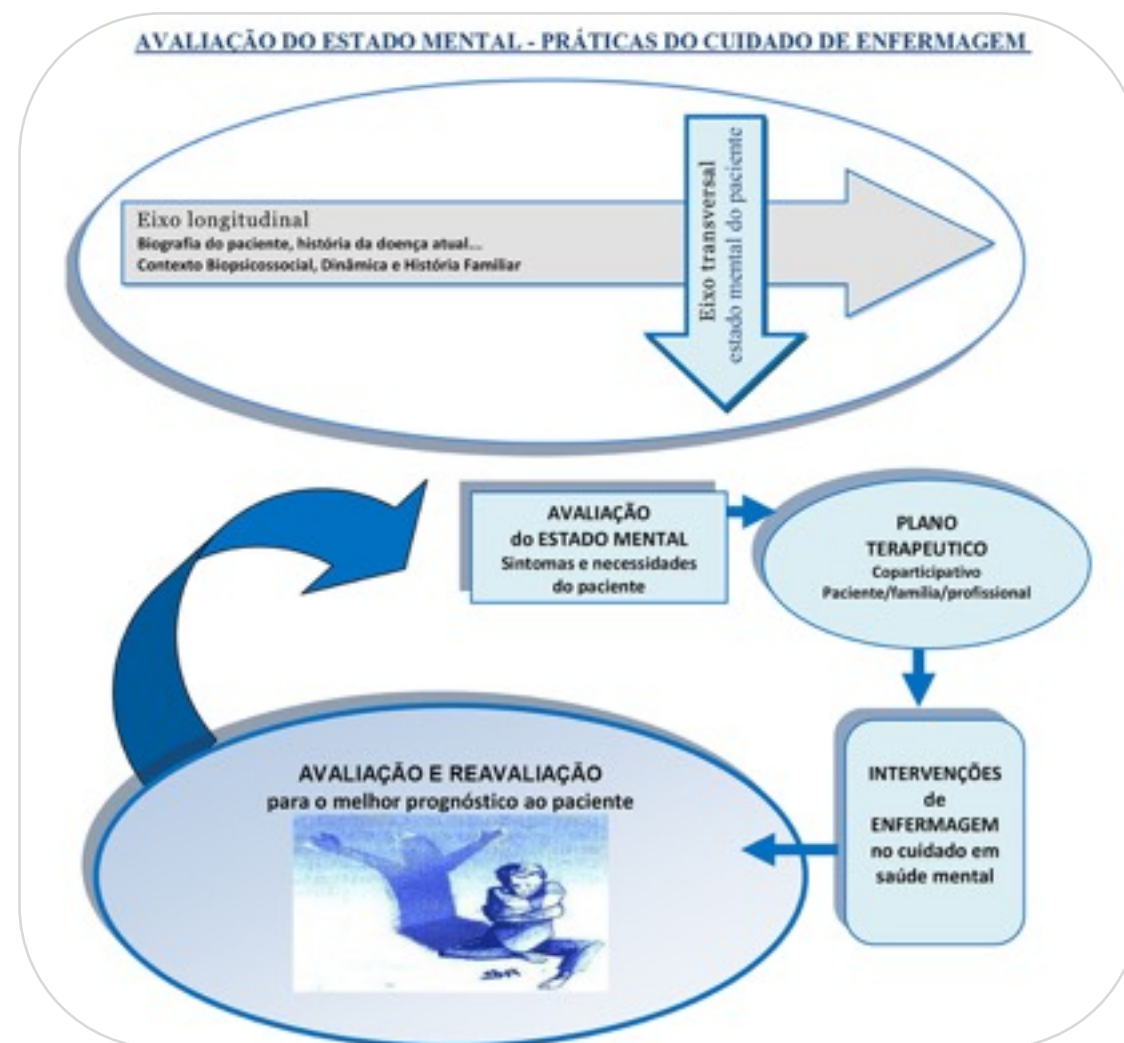 AVALIAÇÃO DO ESTADO MENTAL - PRÁTICAS DO CUIDADO DE ENFERMAGEM
Eixo longitudinal
Biografia do paciente, história da doença atual...
Contexto Biopsicossocial, Dinâmica e História Familiar
Eixo transversal
estado mental do paciente
AVALIAÇÃO
do ESTADO MENTAL
Sintomas e necessidades
do paciente
PLANO
TERAPEUTICO
Coparticipativo
Paciente/família/profissional
INTERVENÇÕES
de
ENFERMAGEM
no cuidado em
saúde mental
AVALIAÇÃO E REAVALIAÇÃO
para o melhor prognóstico ao paciente